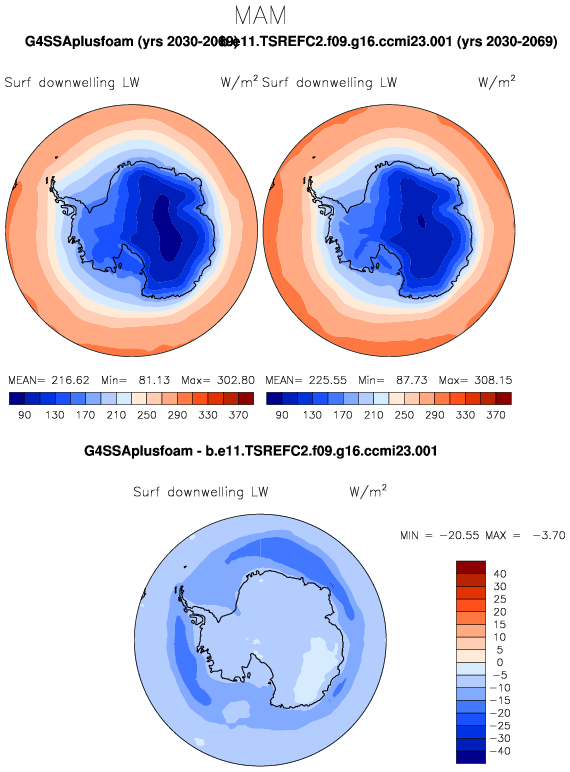 MAM
G4SSAplusfoam (yrs 2030-2069) b.e11.TSREFC2.f09.g16.ccmi23.001 (yrs 2030-2069)
Surf downwelling LW W/m² Surf downwelling LW W/m²
MEAN= 216.62 Min= 81.13 Max= 302.80 MEAN= 225.55 Min= 87.73 Max= 308.15
90 130 170 210 250 290 330 370 90 130 170 210 250 290 330 370
G4SSAplusfoam - b.e11.TSREFC2.f09.g16.ccmi23.001
Surf downwelling LW W/m²
MIN = -20.55 MAX = -3.70
40
30
25
20
15
10
5
0
-5
-10
-15
-20
-25
-30
-40